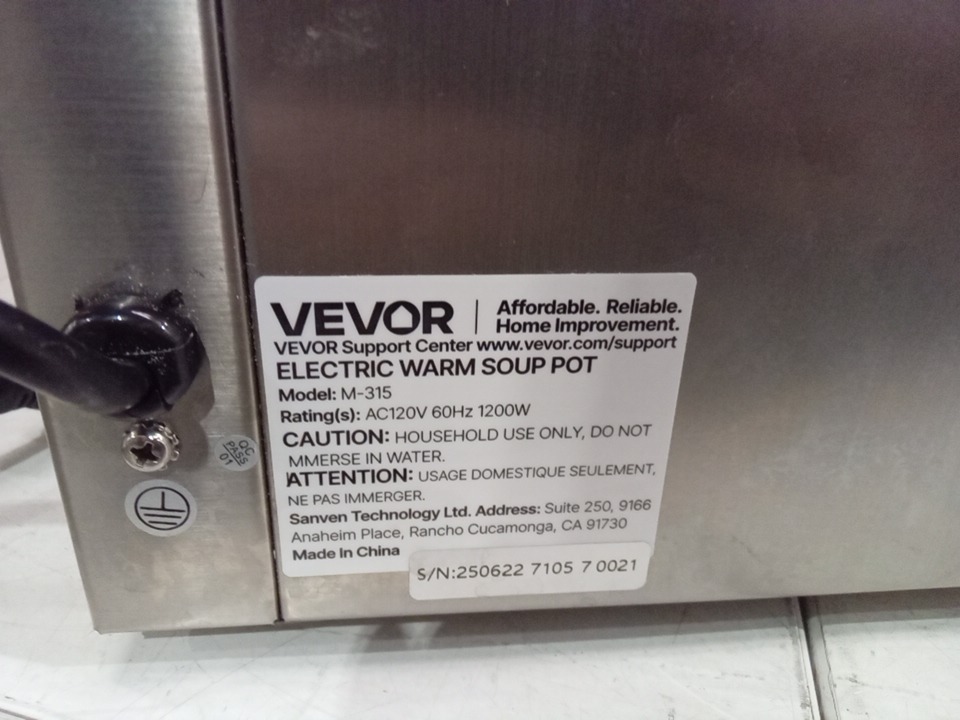 VEVOR
Affordable. Reliable.
Home Improvement.
VEVOR Support Center www.vevor.com/support
ELECTRIC WARM SOUP POT
Model: M-315
Rating(s): AC120V 60Hz 1200W
CAUTION: HOUSEHOLD USE ONLY, DO NOT
MMERSE IN WATER.
ATTENTION: USAGE DOMESTIQUE SEULEMENT,
NE PAS IMMERGER.
Sanven Technology Ltd. Address: Suite 250, 9166
Anaheim Place, Rancho Cucamonga, CA 91730
Made In China
S/N:250622 7105 7 0021
QC
PASS
01